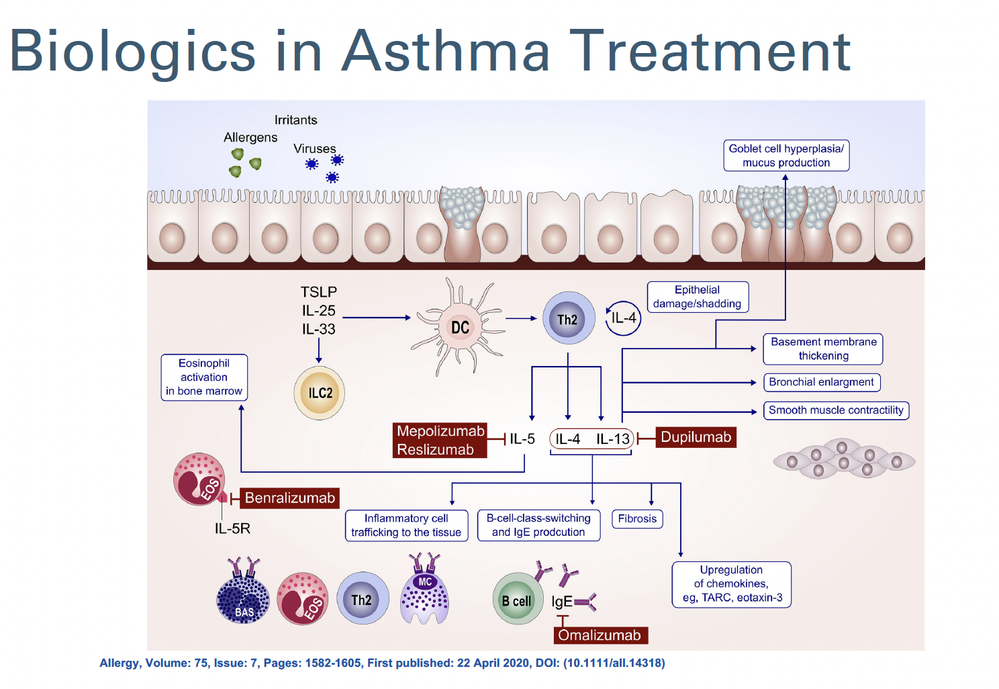 Biologics in Asthma Treatment
Irritants
Allergens
Viruses
Goblet cell hyperplasia/
mucus production
TSLP
IL-25
IL-33
DC
Th2
IL-4
Epithelial
damage/shadding
Basement membrane
thickening
Bronchial enlargment
Smooth muscle contractility
Eosinophil
activation
in bone marrow
ILC2
Mepolizumab
Reslizumab
IL-5
IL-4
IL-13
Dupilumab
EOS
Benralizumab
IL-5R
Inflammatory cell
trafficking to the tissue
B-cell-class-switching
and IgE prodcution
Fibrosis
Upregulation
of chemokines,
eg, TARC, eotaxin-3
BAS
EOS
Th2
MC
B cell
IgE
Omalizumab
Allergy, Volume: 75, Issue: 7, Pages: 1582-1605, First published: 22 April 2020, DOI: (10.1111/all.14318)